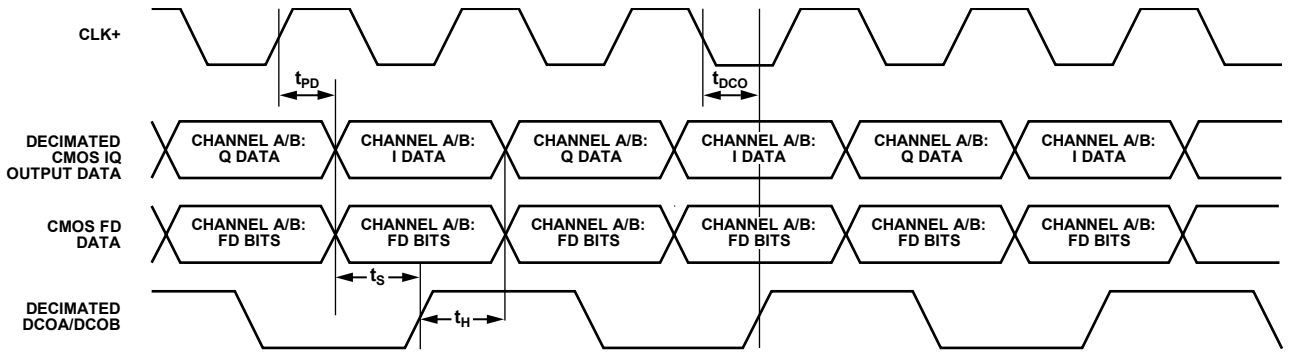 CLK+
tPD
tDCO
DECIMATED
CMOS IQ
OUTPUT DATA
CHANNEL A/B:
Q DATA
CHANNEL A/B:
I DATA
CHANNEL A/B:
Q DATA
CHANNEL A/B:
I DATA
CHANNEL A/B:
Q DATA
CHANNEL A/B:
I DATA
CMOS FD
DATA
CHANNEL A/B:
FD BITS
CHANNEL A/B:
FD BITS
CHANNEL A/B:
FD BITS
CHANNEL A/B:
FD BITS
CHANNEL A/B:
FD BITS
CHANNEL A/B:
FD BITS
tS
DECIMATED
DCOA/DCOB
tH